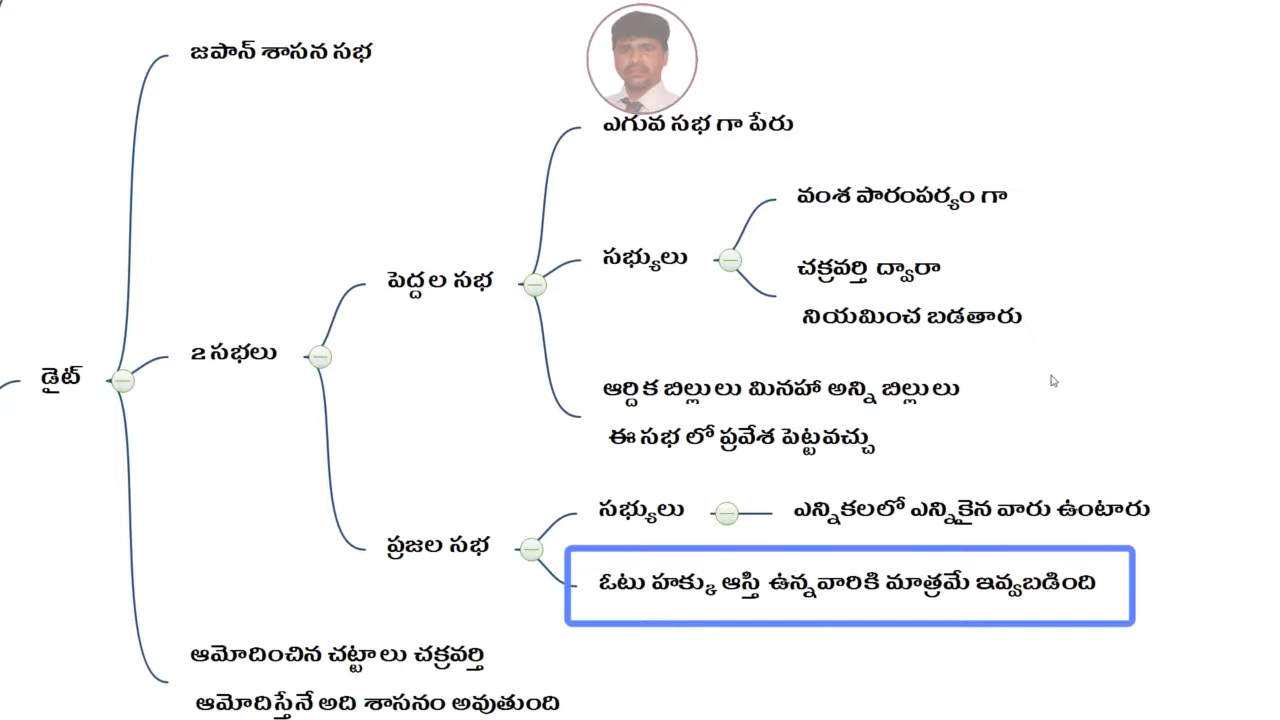 జపాన్ శాసన సభ
ఎగువ సభ గా పేరు
వంశ పారంపర్యం గా
సభ్యులు
చక్రవర్తి ద్వారా
నియమించ బడతారు
పెద్దల సభ
2 సభలు
డైట్
ఆర్దిక బిల్లులు మినహా అన్ని బిల్లులు
ఈ సభ లో ప్రవేశ పెట్టవచ్చు
సభ్యులు
ఎన్నికలలో ఎన్నికైన వారు ఉంటారు
ప్రజల సభ
ఓటు హక్కు ఆస్తి ఉన్నవారికి మాత్రమే ఇవ్వబడింది
ఆమోదించిన చట్టాలు చక్రవర్తి
ఆమోదిస్తేనే అది శాసనం అవుతుంది